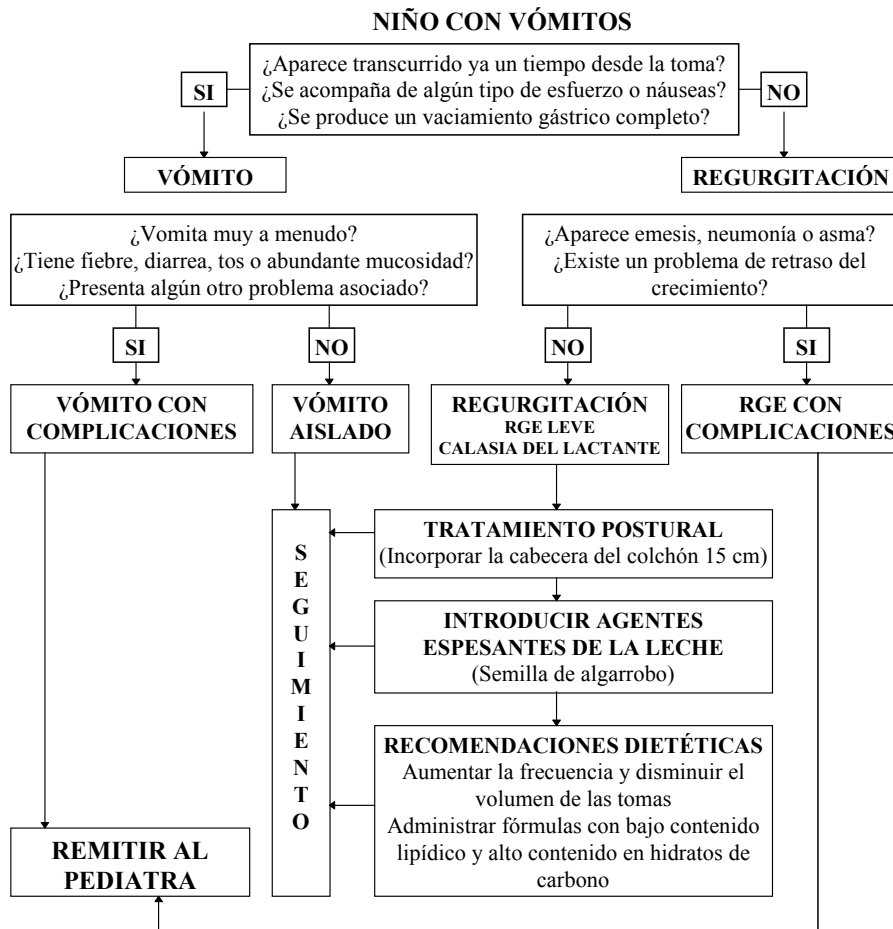 NIÑO CON VÓMITOS
¿Aparece transcurrido ya un tiempo desde la toma?
¿Se acompaña de algún tipo de esfuerzo o náuseas?
¿Se produce un vaciamiento gástrico completo?
SI
NO
VÓMITO
REGURGITACIÓN
¿Vomita muy a menudo?
¿Tiene fiebre, diarrea, tos o abundante mucosidad?
¿Presenta algún otro problema asociado?
¿Aparece emesis, neumonía o asma?
¿Existe un problema de retraso del
crecimiento?
SI
NO
NO
SI
VÓMITO CON
COMPLICACIONES
VÓMITO
AISLADO
REGURGITACIÓN
RGE LEVE
CALASIA DEL LACTANTE
RGE CON
COMPLICACIONES
S
E
G
U
I
M
I
E
N
T
O
TRATAMIENTO POSTURAL
(Incorporar la cabecera del colchón 15 cm)
INTRODUCIR AGENTES
ESPESANTES DE LA LECHE
(Semilla de algarrobo)
RECOMENDACIONES DIETÉTICAS
Aumentar la frecuencia y disminuir el
volumen de las tomas
Administrar fórmulas con bajo contenido
lipídico y alto contenido en hidratos de
carbono
REMITIR AL
PEDIATRA